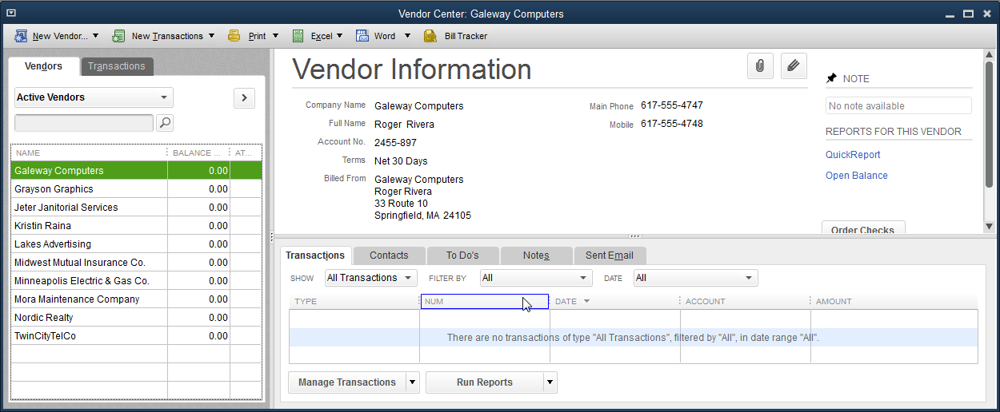 Vendor Center: Galeway Computers
New Vendor... New Transactions Print Excel Word Bill Tracker
Vendors Transactions
Active Vendors
NAME BALANCE ... AT...
Galeway Computers 0.00
Grayson Graphics 0.00
Jeter Janitorial Services 0.00
Kristin Raina 0.00
Lakes Advertising 0.00
Midwest Mutual Insurance Co. 0.00
Minneapolis Electric & Gas Co. 0.00
Mora Maintenance Company 0.00
Nordic Realty 0.00
TwinCityTelCo 0.00
Vendor Information
Company Name Galeway Computers
Full Name Roger Rivera
Account No. 2455-897
Terms Net 30 Days
Billed From Galeway Computers
Roger Rivera
33 Route 10
Springfield, MA 24105
Main Phone 617-555-4747
Mobile 617-555-4748
NOTE
No note available
REPORTS FOR THIS VENDOR
QuickReport
Open Balance
Order Checks
Transactions Contacts To Do's Notes Sent Email
SHOW All Transactions FILTER BY All DATE All
TYPE NUM DATE ACCOUNT AMOUNT
There are no transactions of type "All Transactions", filtered by "All", in date range "All".
Manage Transactions Run Reports